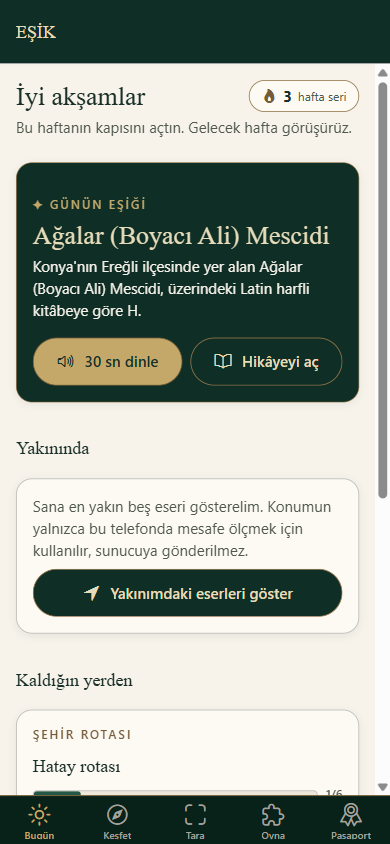 EŞİK
İyi akşamlar
3 hafta seri
Bu haftanın kapısını açtın. Gelecek hafta görüşürüz.
GÜNÜN EŞİĞİ
Ağalar (Boyacı Ali) Mescidi
Konya'nın Ereğli ilçesinde yer alan Ağalar
(Boyacı Ali) Mescidi, üzerindeki Latin harfli
kitâbeye göre H.
30 sn dinle
Hikâyeyi aç
Yakınında
Sana en yakın beş eseri gösterelim. Konumun
yalnızca bu telefonda mesafe ölçmek için
kullanılır, sunucuya gönderilmez.
Yakınımdaki eserleri göster
Kaldığın yerden
ŞEHİR ROTASI
Hatay rotası
1/6
Bugün
Keşfet
Tara
Oyna
Pasaport